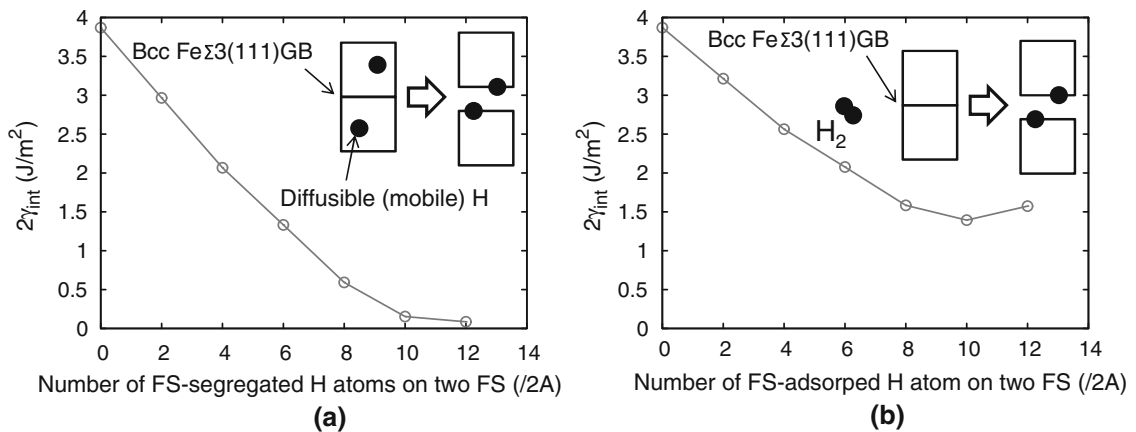 4
3.5
3
2.5
2
1.5
1
0.5
0
2γint (J/m²)
Bcc FeΣ3(111)GB
Diffusible (mobile) H
0 2 4 6 8 10 12 14
Number of FS-segregated H atoms on two FS (/2A)
(a)
4
3.5
3
2.5
2
1.5
1
0.5
0
2γint (J/m²)
Bcc FeΣ3(111)GB
H₂
0 2 4 6 8 10 12 14
Number of FS-adsorped H atom on two FS (/2A)
(b)